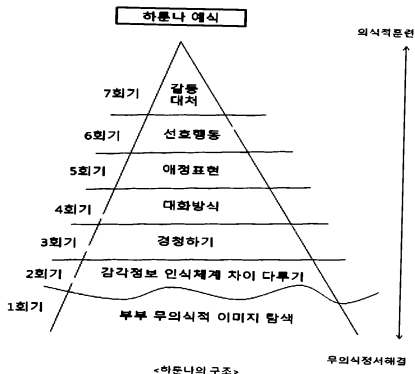 하둔나 예식
의식적훈련
7회기
갈등
대처
6회기
선호행동
5회기
애정표현
4회기
대화방식
3회기
경청하기
2회기
감각정보 인식체계 차이 다루기
1회기
부부 무의식적 이미지 탐색
무의식정서해결
<하둔나의 구조>